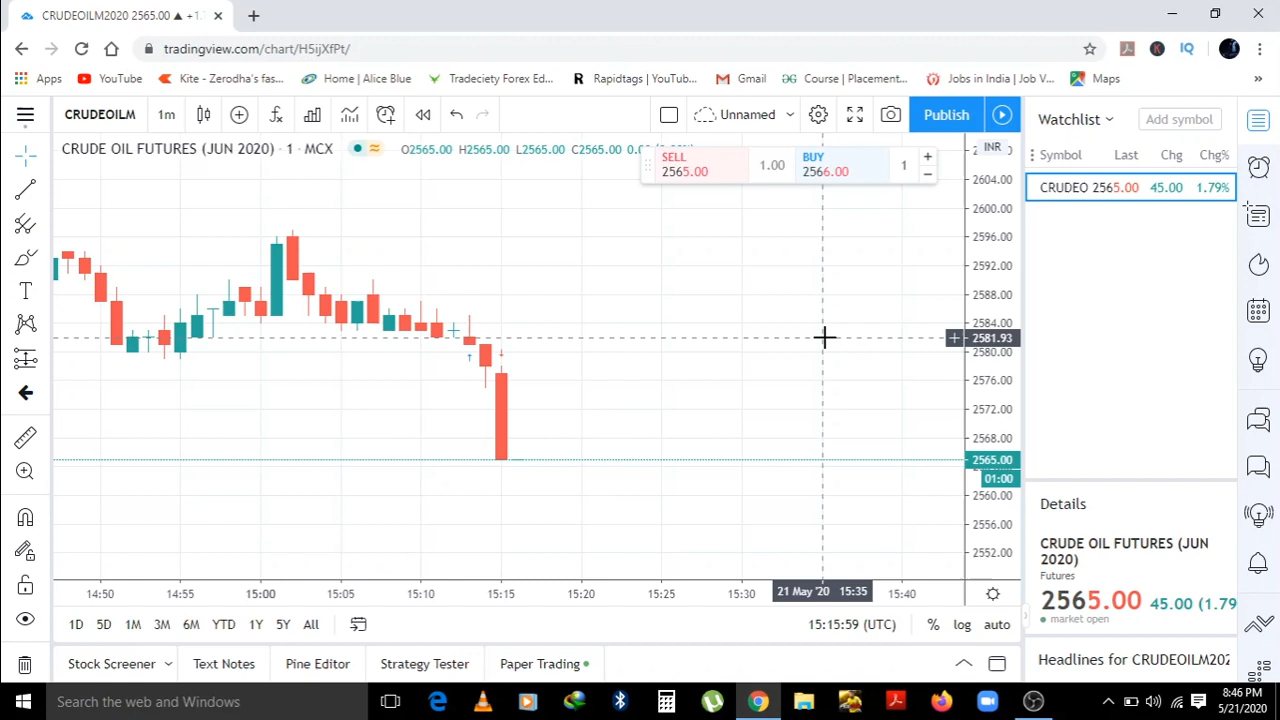 CRUDEOILM2020 2565.00 ▲ +1.
tradingview.com/chart/H5ijXfPt/
Apps YouTube Kite - Zerodha's fas... Home | Alice Blue Tradeciety Forex Ed... Rapidtags | YouTub... Gmail Course | Placement... Jobs in India | Job V... Maps »
CRUDEOILM 1m Unnamed Publish
Watchlist Add symbol
CRUDE OIL FUTURES (JUN 2020) · 1 · MCX O2565.00 H2565.00 L2565.00 C2565.00
INR
SELL
2565.00
1.00
BUY
2566.00
1
Symbol Last Chg Chg%
CRUDEO 2565.00 45.00 1.79%
2604.00
2600.00
2596.00
2592.00
2588.00
2584.00
2581.93
2580.00
2576.00
2572.00
2568.00
2565.00
01:00
2560.00
2556.00
2552.00
14:50 14:55 15:00 15:05 15:10 15:15 15:20 15:25 15:30 21 May '20 15:35 15:40
1D 5D 1M 3M 6M YTD 1Y 5Y All 15:15:59 (UTC) % log auto
Details
CRUDE OIL FUTURES (JUN
2020)
Futures
2565.00 45.00 (1.79
market open
Headlines for CRUDEOILM202
Stock Screener Text Notes Pine Editor Strategy Tester Paper Trading
Search the web and Windows
8:46 PM
5/21/2020